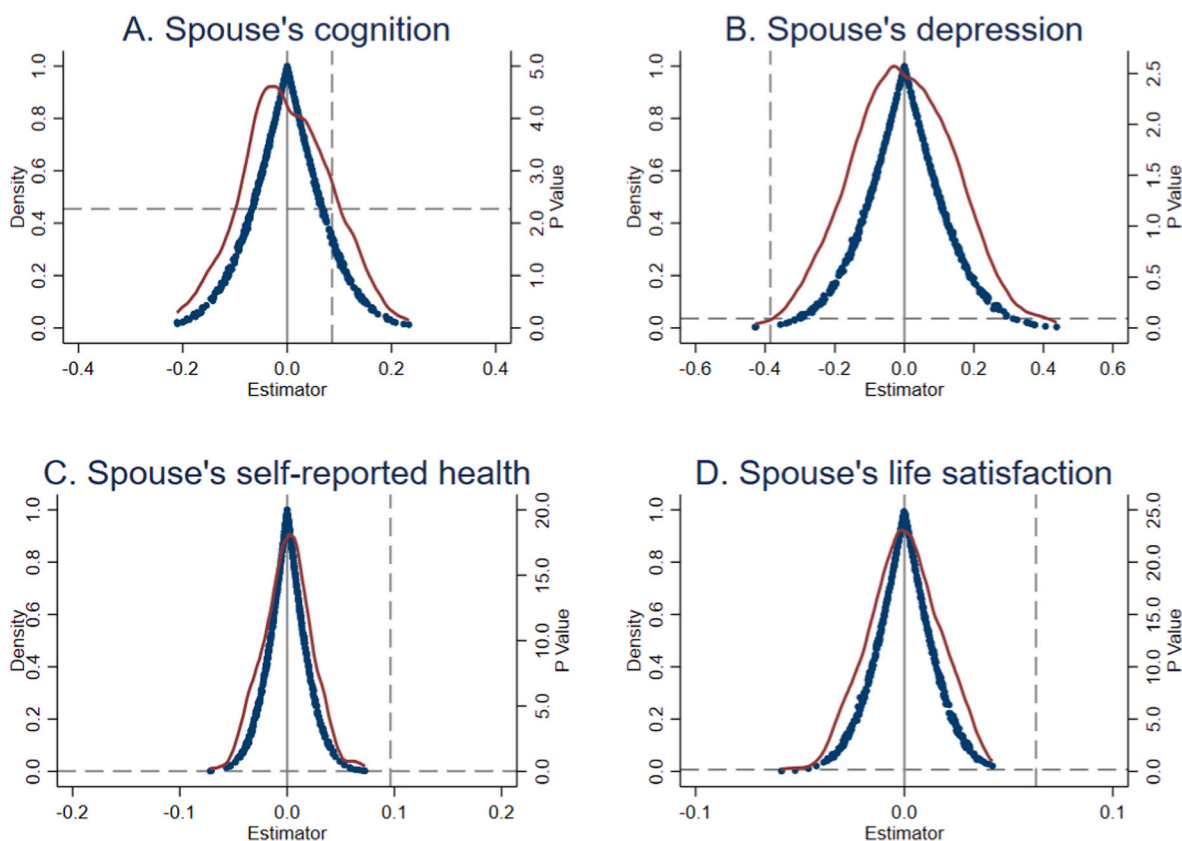 A. Spouse's cognition
Density
0.0 0.2 0.4 0.6 0.8 1.0
0.0 1.0 2.0 3.0 4.0 5.0
P Value
-0.4 -0.2 0.0 0.2 0.4
Estimator
B. Spouse's depression
Density
0.0 0.2 0.4 0.6 0.8 1.0
0.0 0.5 1.0 1.5 2.0 2.5
P Value
-0.6 -0.4 -0.2 0.0 0.2 0.4 0.6
Estimator
C. Spouse's self-reported health
Density
0.0 0.2 0.4 0.6 0.8 1.0
0.0 5.0 10.0 15.0 20.0
P Value
-0.2 -0.1 0.0 0.1 0.2
Estimator
D. Spouse's life satisfaction
Density
0.0 0.2 0.4 0.6 0.8 1.0
0.0 5.0 10.0 15.0 20.0 25.0
P Value
-0.1 0.0 0.1
Estimator